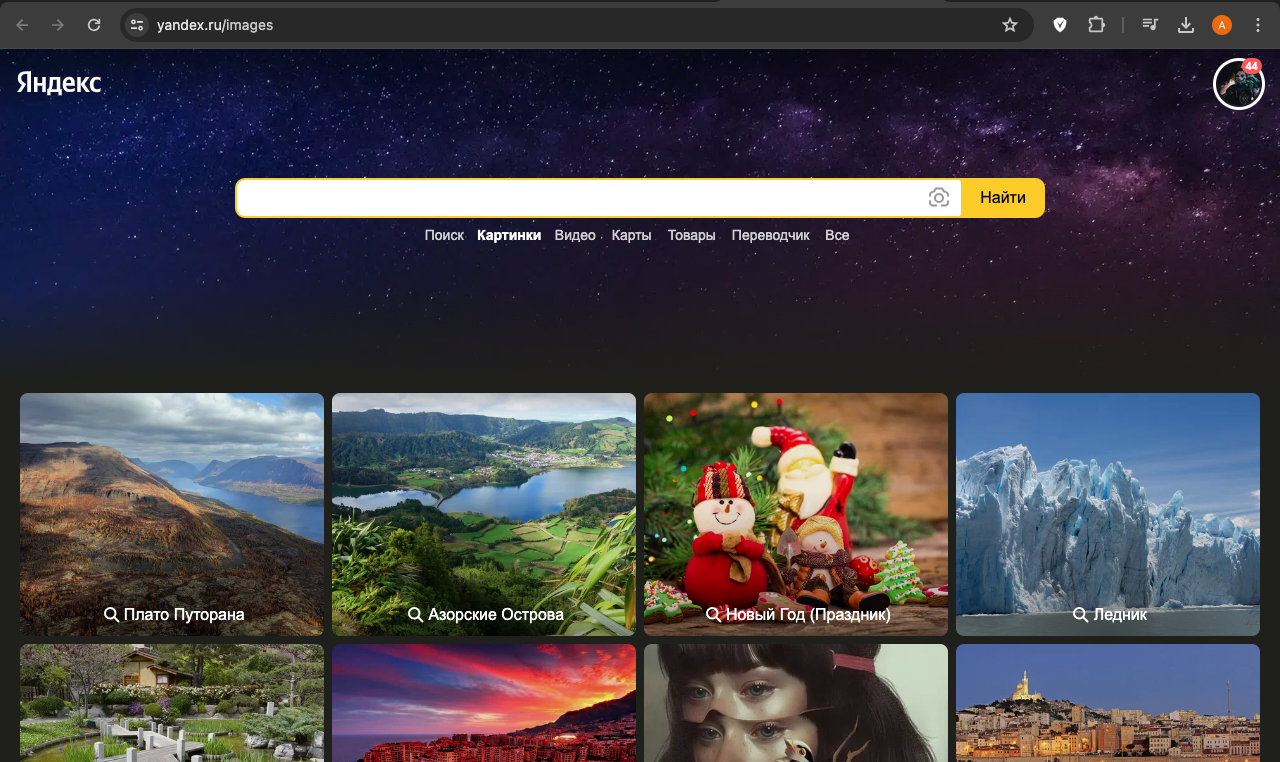 yandex.ru/images
A
Яндекс
44
Найти
Поиск Картинки Видео Карты Товары Переводчик Все
Плато Путорана
Азорские Острова
Новый Год (Праздник)
Ледник